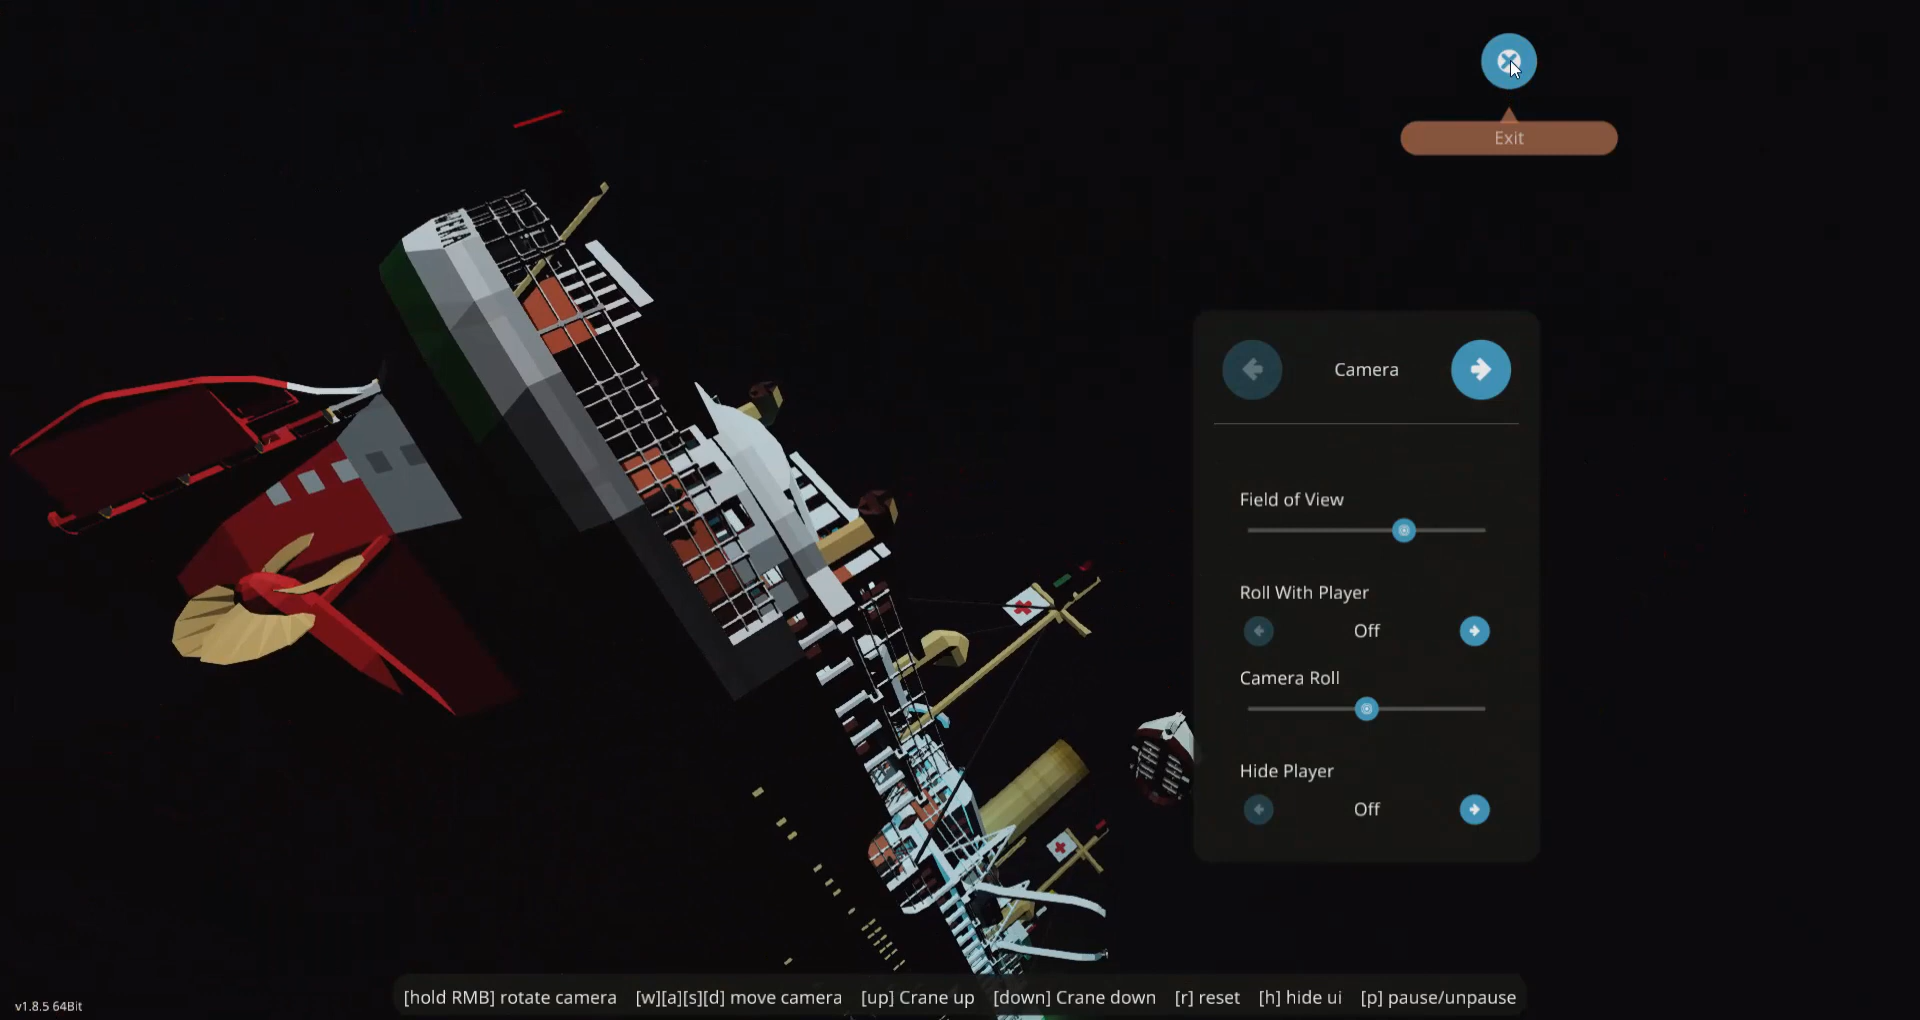 Exit
Camera
Field of View
Roll With Player
Off
Camera Roll
Hide Player
Off
[hold RMB] rotate camera [w][a][s][d] move camera [up] Crane up [down] Crane down [r] reset [h] hide ui [p] pause/unpause
v1.8.5 64Bit